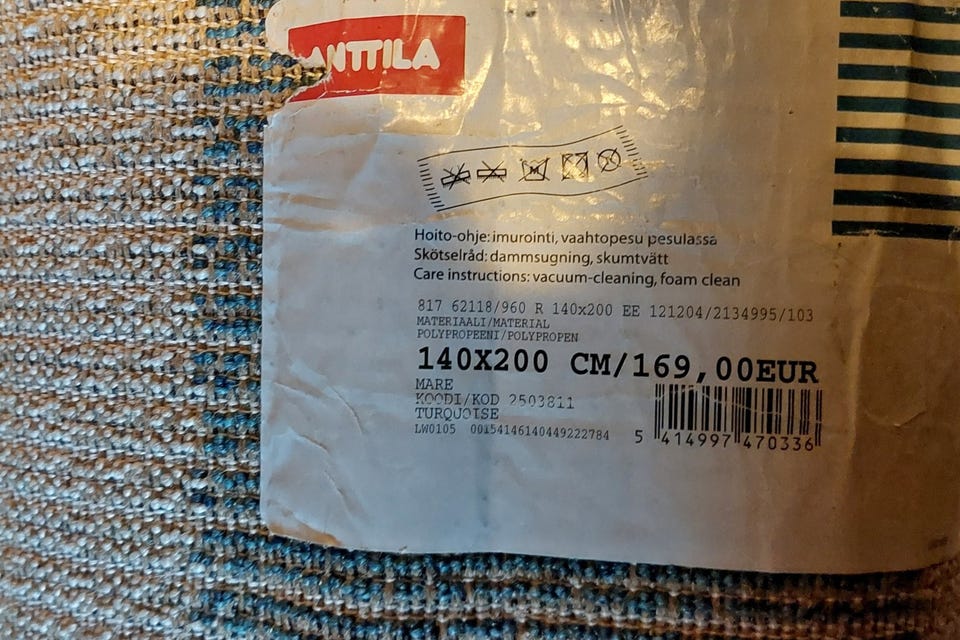 ANTTILA
Hoito-ohje: imurointi, vaahtopesu pesulassa
Skötselråd: dammsugning, skumtvätt
Care instructions: vacuum-cleaning, foam clean
817 62118/960 R 140x200 EE 121204/2134995/103
MATERIAALI/MATERIAL
POLYPROPEENI/POLYPROPEN
140X200 CM/169,00EUR
MARE
KOODI/KOD 2503811
TURQUOISE
LW0105 00154146140449222784
5 414997 470336